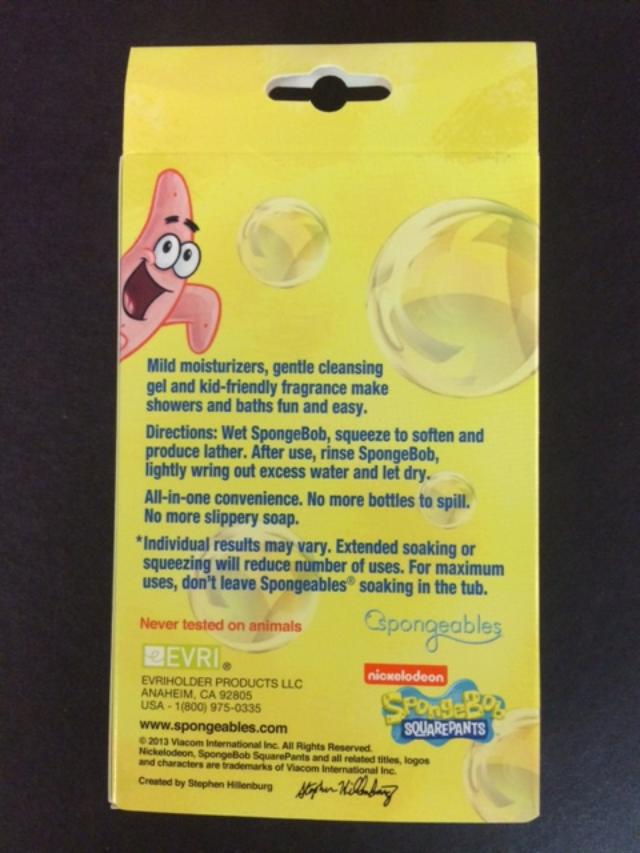 Mild moisturizers, gentle cleansing
gel and kid-friendly fragrance make
showers and baths fun and easy.
Directions: Wet SpongeBob, squeeze to soften and
produce lather. After use, rinse SpongeBob,
lightly wring out excess water and let dry.
All-in-one convenience. No more bottles to spill.
No more slippery soap.
*Individual results may vary. Extended soaking or
squeezing will reduce number of uses. For maximum
uses, don't leave Spongeables® soaking in the tub.
Never tested on animals
spongeables
eEVRI®
EVRIHOLDER PRODUCTS LLC
ANAHEIM, CA 92805
USA - 1(800) 975-0335
www.spongeables.com
nickelodeon
SpongeBob
SQUAREPANTS
© 2013 Viacom International Inc. All Rights Reserved.
Nickelodeon, SpongeBob SquarePants and all related titles, logos
and characters are trademarks of Viacom International Inc.
Created by Stephen Hillenburg
Stephen Hillenburg